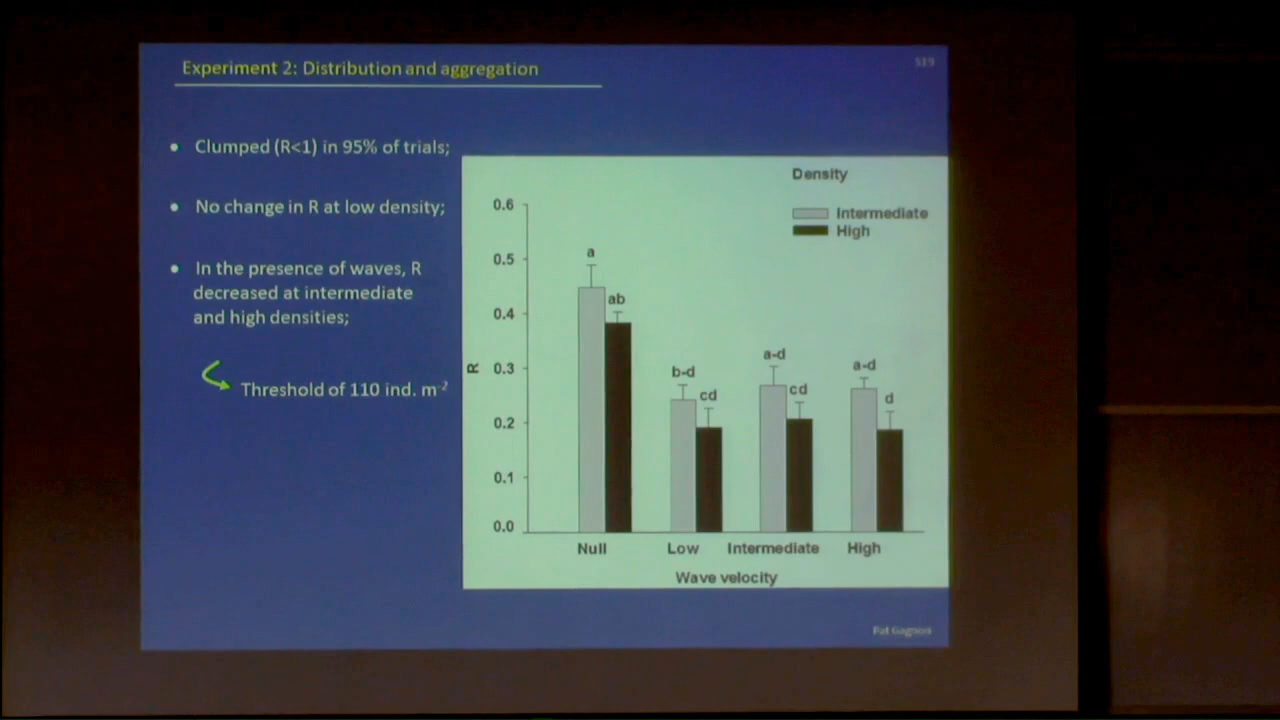 Experiment 2: Distribution and aggregation
S19
• Clumped (R<1) in 95% of trials;
• No change in R at low density;
• In the presence of waves, R
decreased at intermediate
and high densities;
Threshold of 110 ind. m⁻²
Density
Intermediate
High
0.6
0.5
0.4
0.3
0.2
0.1
0.0
R
a
ab
b-d
cd
a-d
cd
a-d
d
Null
Low
Intermediate
High
Wave velocity
Pat Gagnon